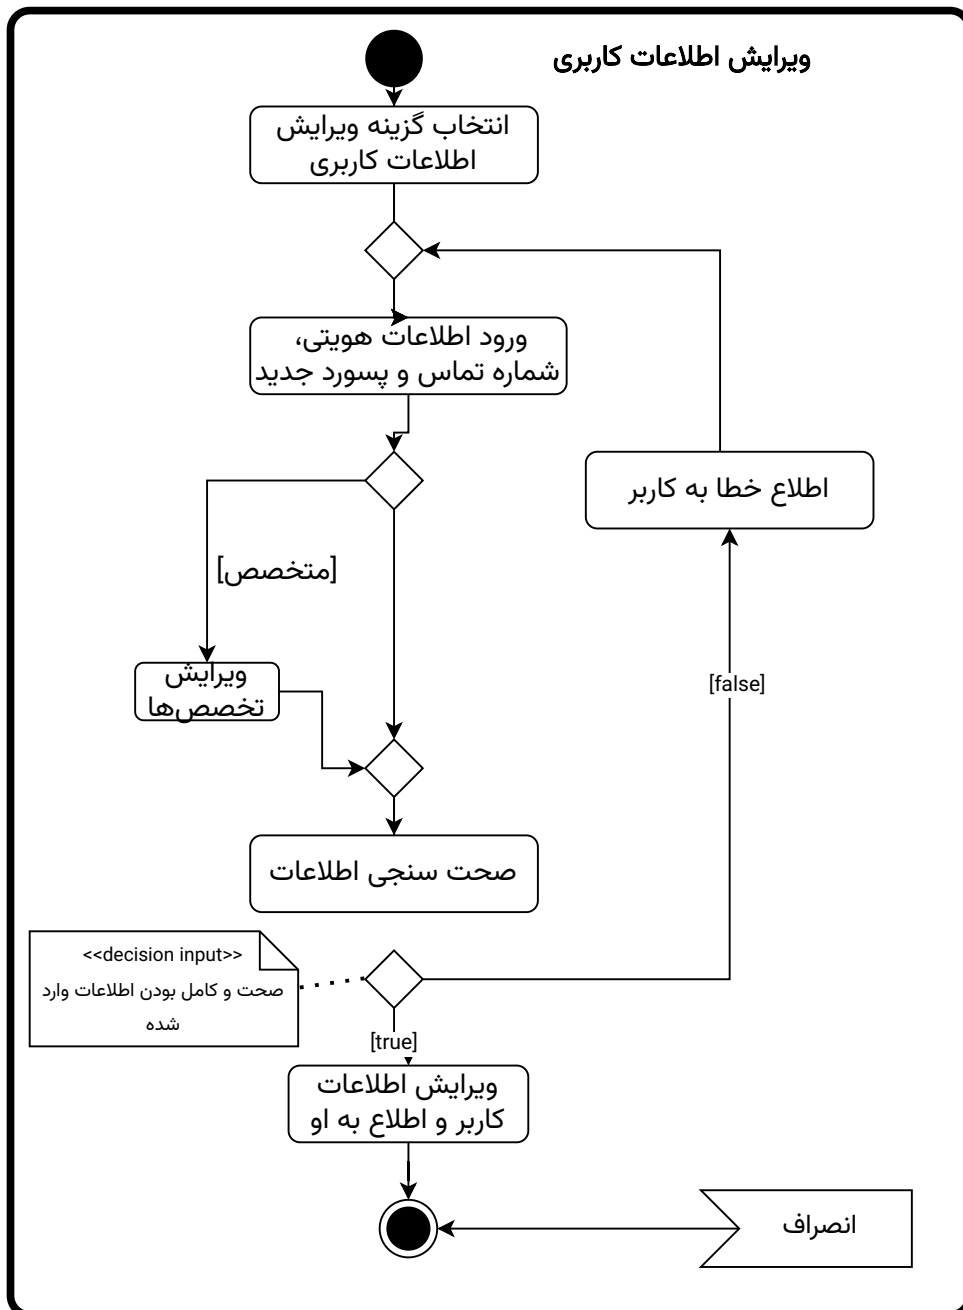 ویرایش اطلاعات کاربری
انتخاب گزینه ویرایش
اطلاعات کاربری
ورود اطلاعات هویتی،
شماره تماس و پسورد جدید
اطلاع خطا به کاربر
[متخصص]
ویرایش
تخصص‌ها
[false]
صحت سنجی اطلاعات
<<decision input>>
صحت و کامل بودن اطلاعات وارد
شده
[true]
ویرایش اطلاعات
کاربر و اطلاع به او
انصراف